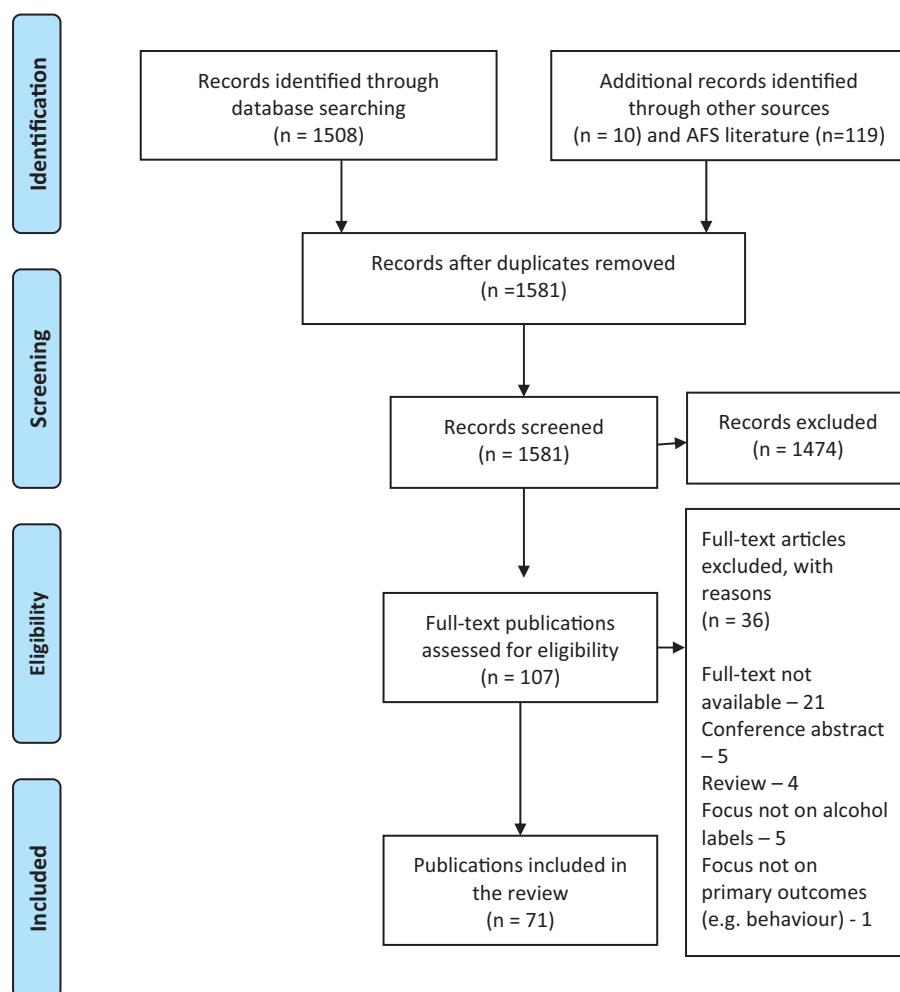 Identification
Records identified through
database searching
(n = 1508)
Additional records identified
through other sources
(n = 10) and AFS literature (n=119)
Records after duplicates removed
(n =1581)
Screening
Records screened
(n = 1581)
Records excluded
(n = 1474)
Eligibility
Full-text publications
assessed for eligibility
(n = 107)
Full-text articles
excluded, with
reasons
(n = 36)
Full-text not
available – 21
Conference abstract
– 5
Review – 4
Focus not on alcohol
labels – 5
Focus not on
primary outcomes
(e.g. behaviour) - 1
Included
Publications included in
the review
(n = 71)